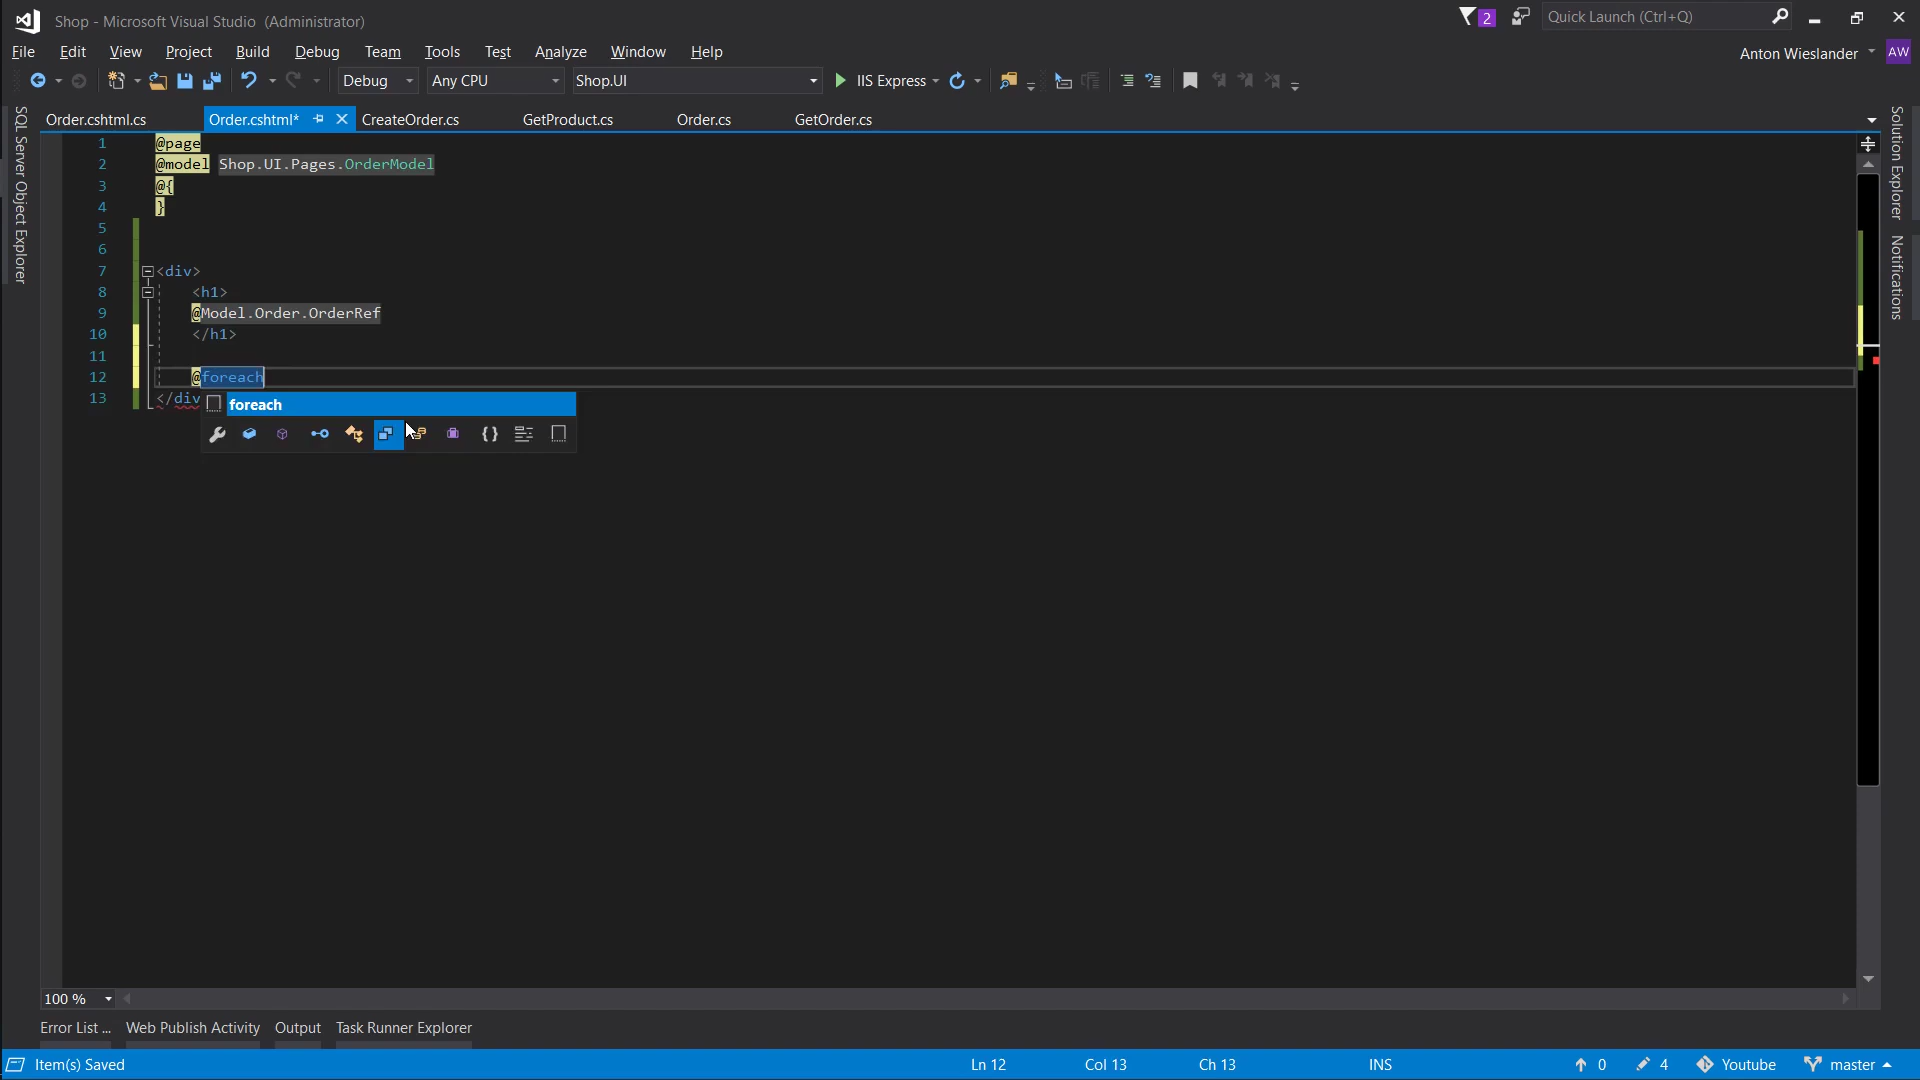 Shop - Microsoft Visual Studio (Administrator)
2
Quick Launch (Ctrl+Q)
File Edit View Project Build Debug Team Tools Test Analyze Window Help
Anton Wieslander AW
Debug Any CPU Shop.UI IIS Express
SQL Server Object Explorer
Order.cshtml.cs Order.cshtml* CreateOrder.cs GetProduct.cs Order.cs GetOrder.cs
Solution Explorer
Notifications
1 @page
2 @model Shop.UI.Pages.OrderModel
3 @{
4 }
5
6
7 <div>
8 <h1>
9 @Model.Order.OrderRef
10 </h1>
11
12 @foreach
13 </div
foreach
100 %
Error List ... Web Publish Activity Output Task Runner Explorer
Item(s) Saved Ln 12 Col 13 Ch 13 INS 0 4 Youtube master